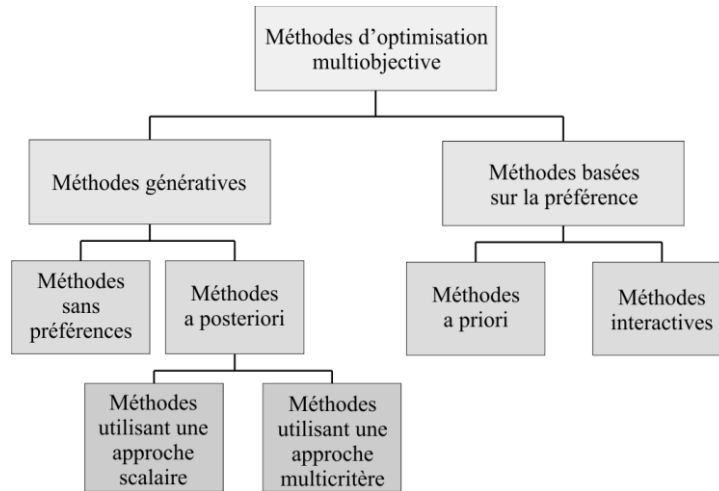 Méthodes d'optimisation
multiobjective
Méthodes génératives
Méthodes basées
sur la préférence
Méthodes
sans
préférences
Méthodes
a posteriori
Méthodes
a priori
Méthodes
interactives
Méthodes
utilisant une
approche
scalaire
Méthodes
utilisant une
approche
multicritère